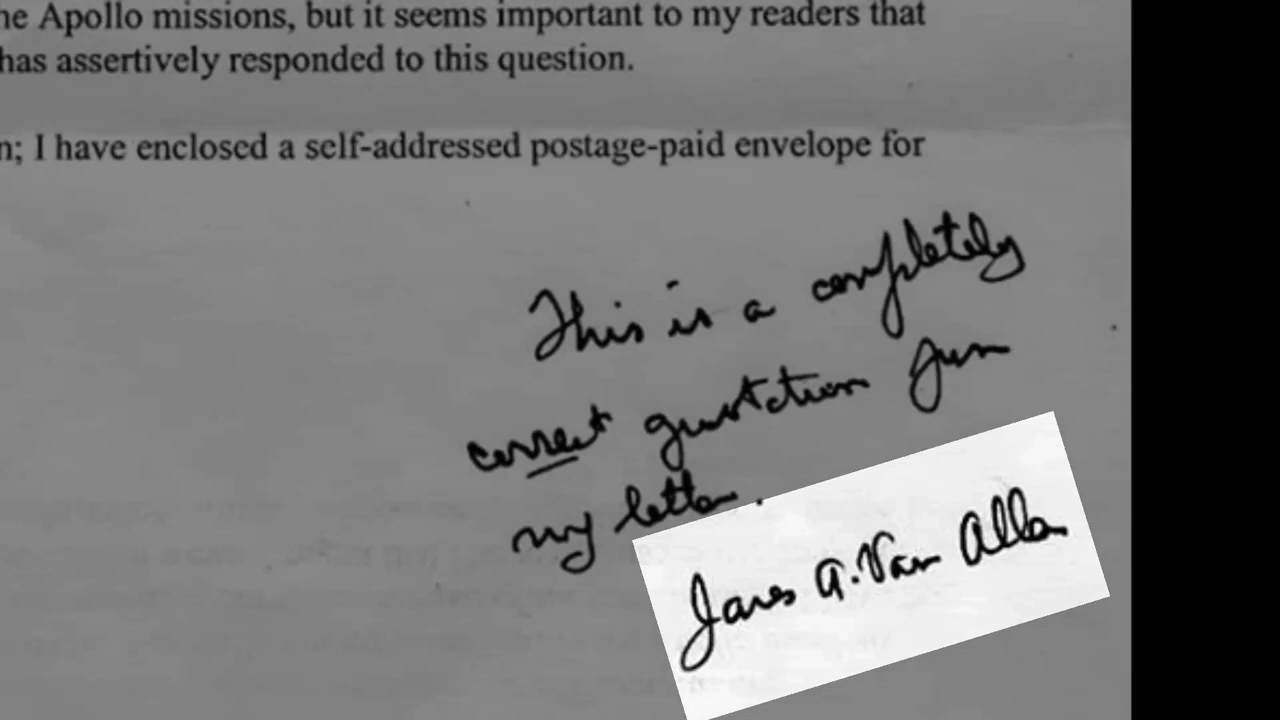 he Apollo missions, but it seems important to my readers that
has assertively responded to this question.
n; I have enclosed a self-addressed postage-paid envelope for
This is a completely
correct quotation from
my letter.
James A. Van Allen